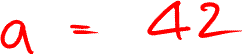 a = 42